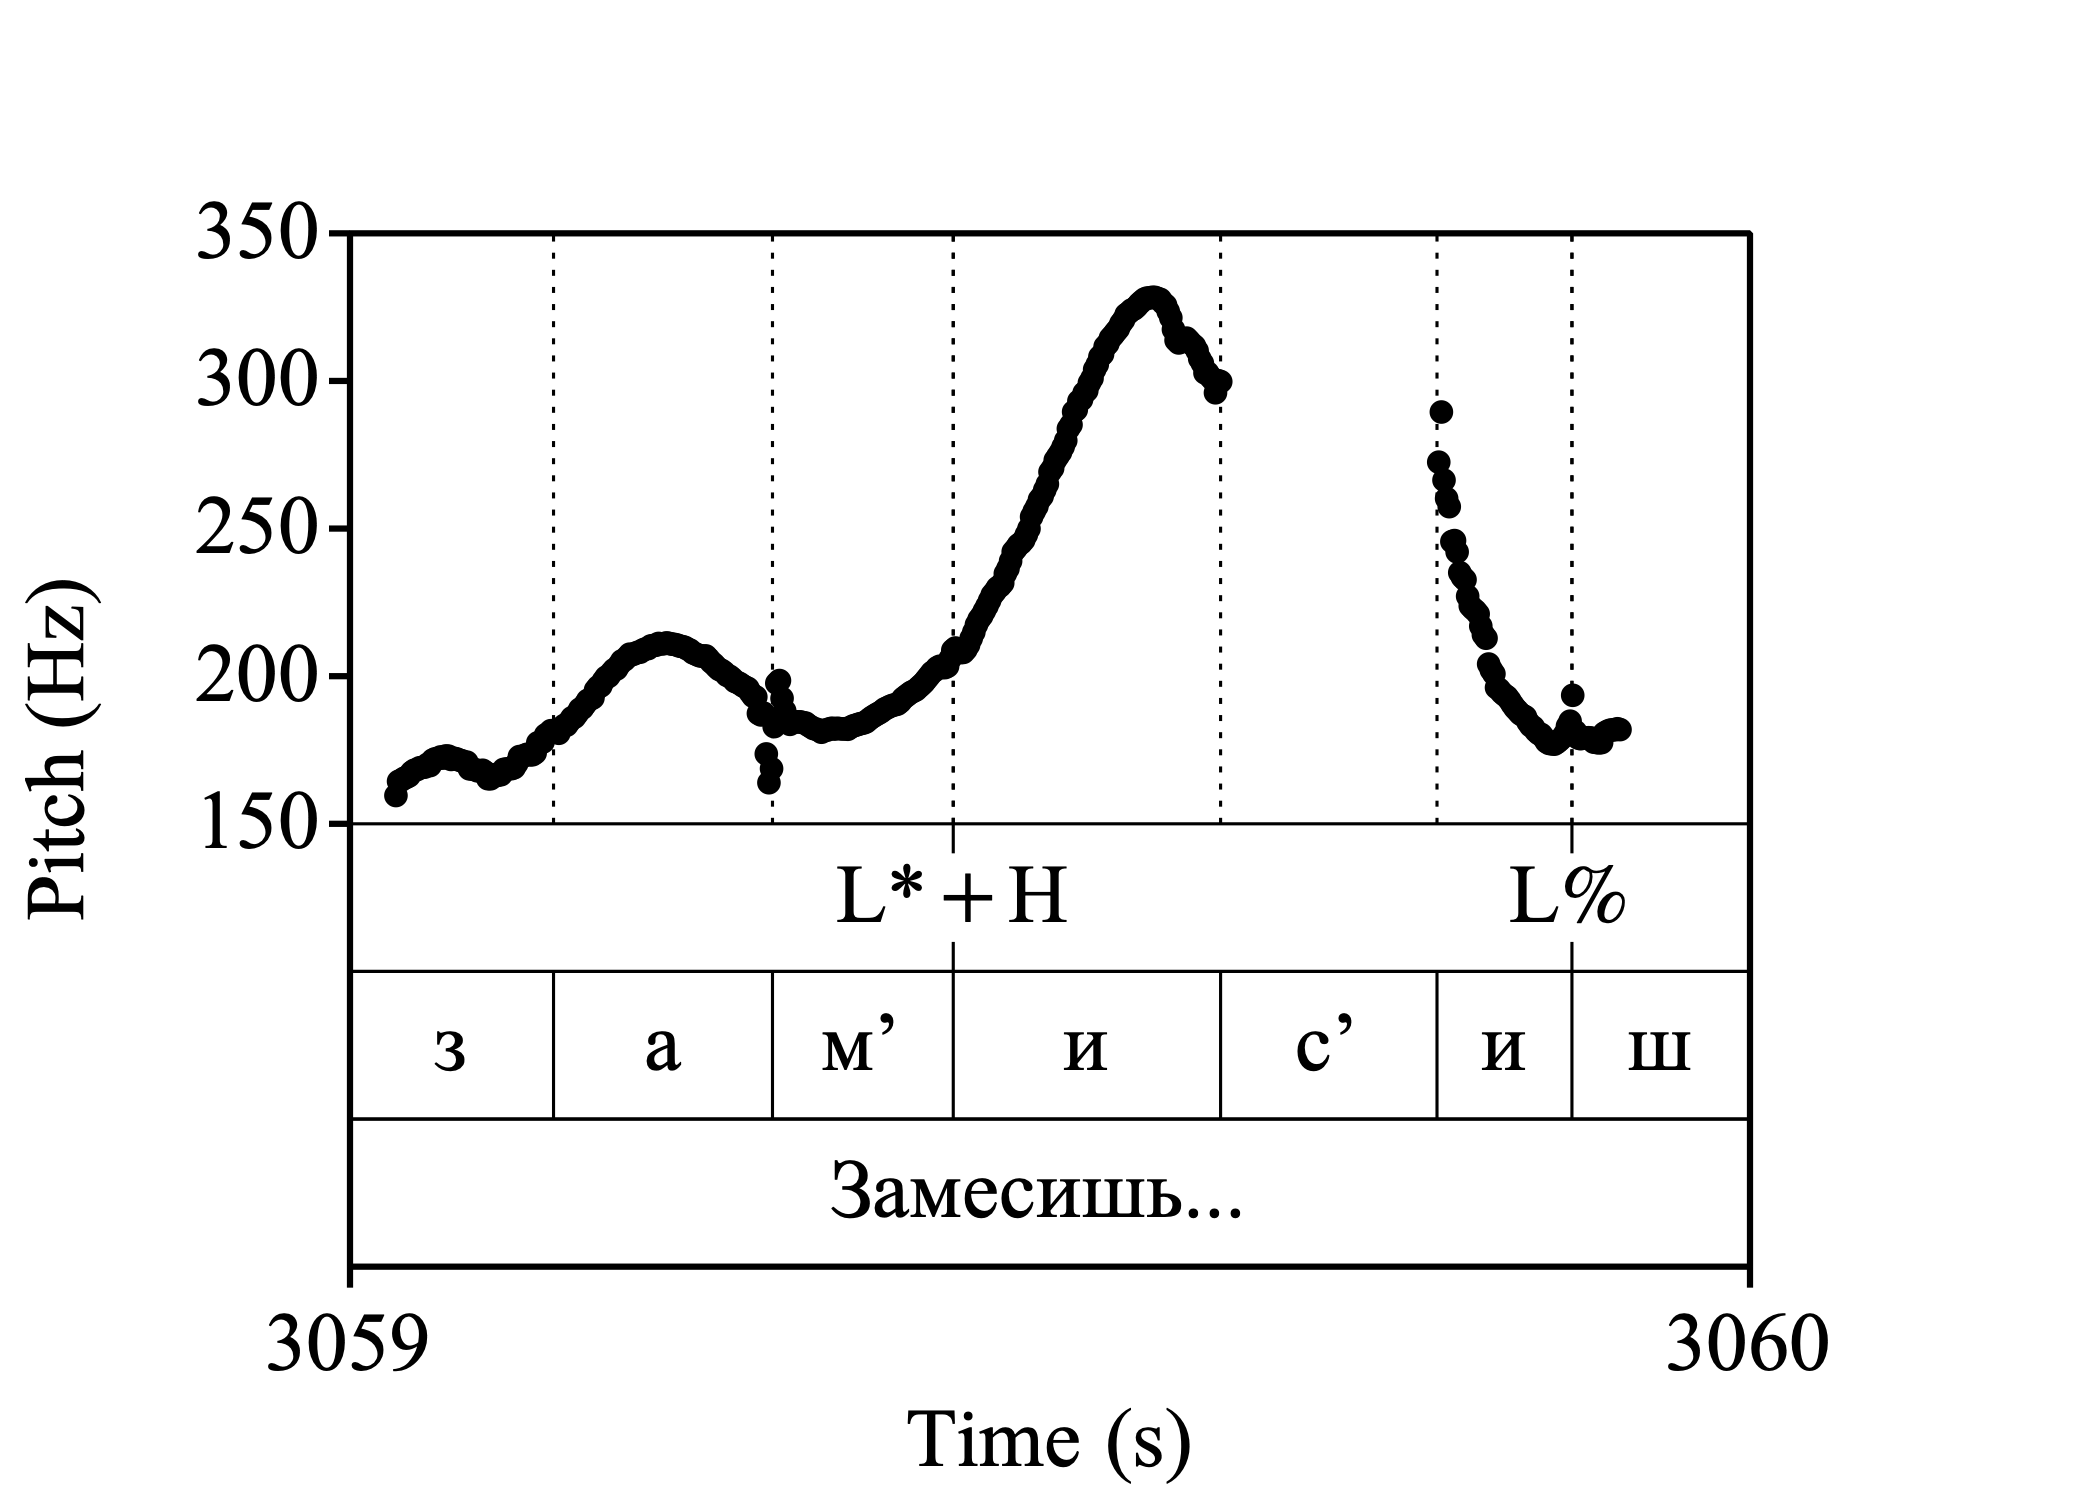 350
300
250
200
150
Pitch (Hz)
L*+H L%
з а м’ и с’ и ш
Замесишь...
3059 3060
Time (s)